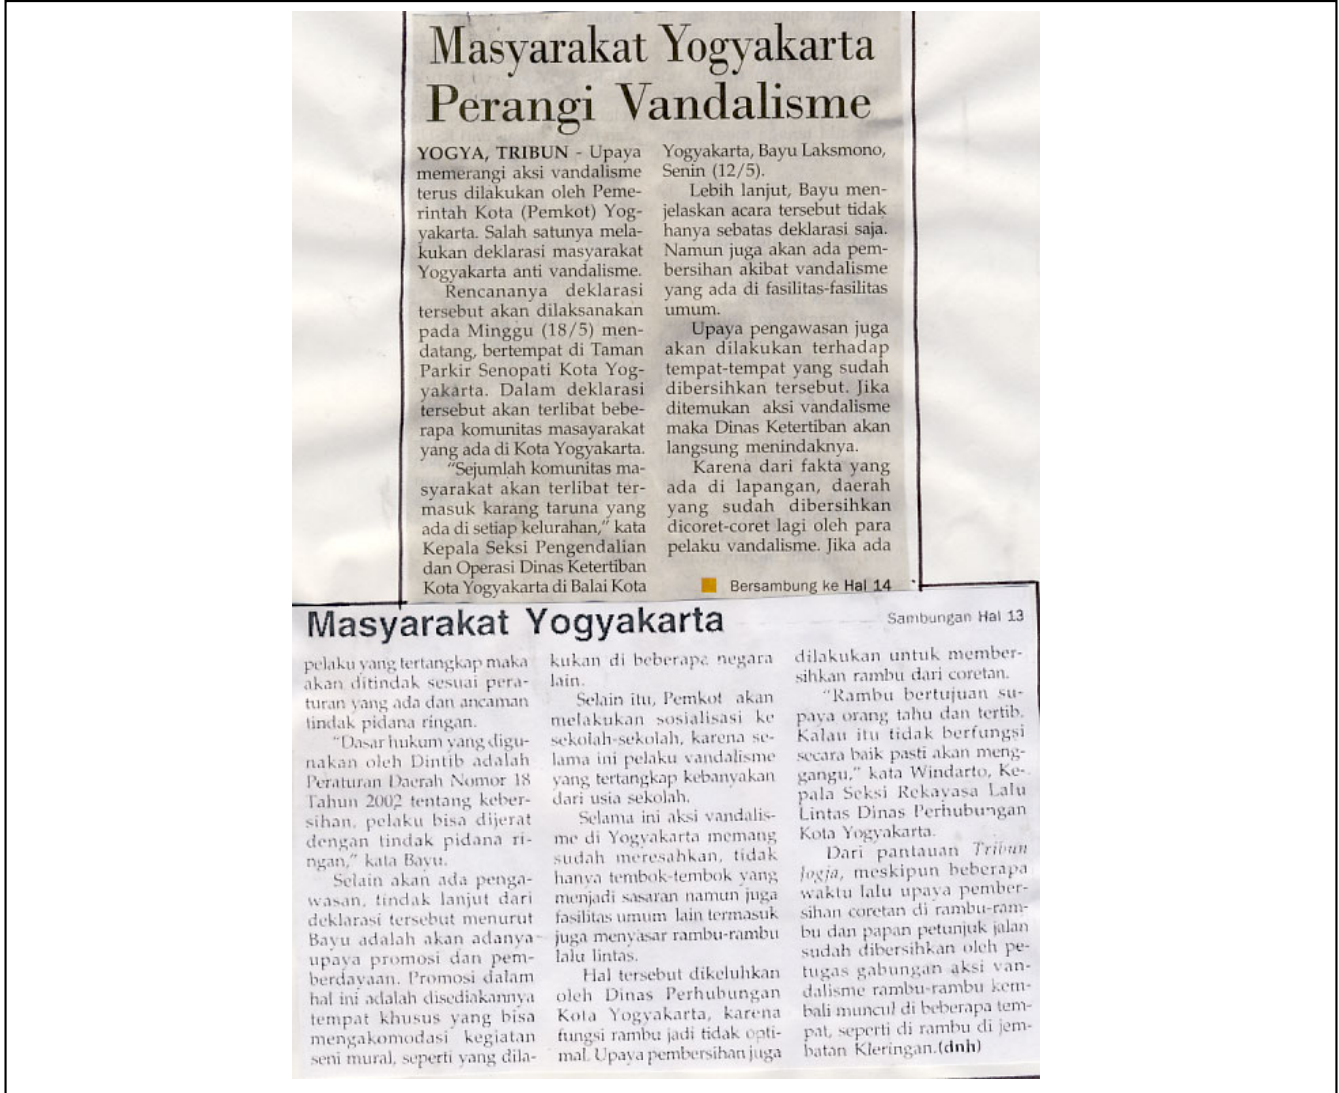 Masyarakat Yogyakarta
Perangi Vandalisme
YOGYA, TRIBUN - Upaya
memerangi aksi vandalisme
terus dilakukan oleh Peme-
rintah Kota (Pemkot) Yog-
yakarta. Salah satunya mela-
kukan deklarasi masyarakat
Yogyakarta anti vandalisme.
Rencananya deklarasi
tersebut akan dilaksanakan
pada Minggu (18/5) men-
datang, bertempat di Taman
Parkir Senopati Kota Yog-
yakarta. Dalam deklarasi
tersebut akan terlibat bebe-
rapa komunitas masayarakat
yang ada di Kota Yogyakarta.
"Sejumlah komunitas ma-
syarakat akan terlibat ter-
masuk karang taruna yang
ada di setiap kelurahan," kata
Kepala Seksi Pengendalian
dan Operasi Dinas Ketertiban
Kota Yogyakarta di Balai Kota
Yogyakarta, Bayu Laksmono,
Senin (12/5).
Lebih lanjut, Bayu men-
jelaskan acara tersebut tidak
hanya sebatas deklarasi saja.
Namun juga akan ada pem-
bersihan akibat vandalisme
yang ada di fasilitas-fasilitas
umum.
Upaya pengawasan juga
akan dilakukan terhadap
tempat-tempat yang sudah
dibersihkan tersebut. Jika
ditemukan aksi vandalisme
maka Dinas Ketertiban akan
langsung menindaknya.
Karena dari fakta yang
ada di lapangan, daerah
yang sudah dibersihkan
dicoret-coret lagi oleh para
pelaku vandalisme. Jika ada
Bersambung ke Hal 14
Masyarakat Yogyakarta
Sambungan Hal 13
pelaku yang tertangkap maka
akan ditindak sesuai pera-
turan yang ada dan ancaman
tindak pidana ringan.
"Dasar hukum yang digu-
nakan oleh Dintib adalah
Peraturan Daerah Nomor 18
Tahun 2002 tentang keber-
sihan, pelaku bisa dijerat
dengan tindak pidana ri-
ngan," kata Bayu.
Selain akan ada penga-
wasan, tindak lanjut dari
deklarasi tersebut menurut
Bayu adalah akan adanya
upaya promosi dan pem-
berdayaan. Promosi dalam
hal ini adalah disediakannya
tempat khusus yang bisa
mengakomodasi kegiatan
seni mural, seperti yang dila-
kukan di beberapa negara
lain.
Selain itu, Pemkot akan
melakukan sosialisasi ke
sekolah-sekolah, karena se-
lama ini pelaku vandalisme
yang tertangkap kebanyakan
dari usia sekolah.
Selama ini aksi vandalis-
me di Yogyakarta memang
sudah meresahkan, tidak
hanya tembok-tembok yang
menjadi sasaran namun juga
fasilitas umum lain termasuk
juga menyasar rambu-rambu
lalu lintas.
Hal tersebut dikeluhkan
oleh Dinas Perhubungan
Kota Yogyakarta, karena
fungsi rambu jadi tidak opti-
mal. Upaya pembersihan juga
dilakukan untuk member-
sihkan rambu dari coretan.
"Rambu bertujuan su-
paya orang tahu dan tertib.
Kalau itu tidak berfungsi
secara baik pasti akan meng-
gangu," kata Windarto, Ke-
pala Seksi Rekayasa Lalu
Lintas Dinas Perhubungan
Kota Yogyakarta.
Dari pantauan Tribun
Jogja, meskipun beberapa
waktu lalu upaya pember-
sihan coretan di rambu-ram-
bu dan papan petunjuk jalan
sudah dibersihkan oleh pe-
tugas gabungan aksi van-
dalisme rambu-rambu kem-
bali muncul di beberapa tem-
pat, seperti di rambu di jem-
batan Kleringan.(dnh)